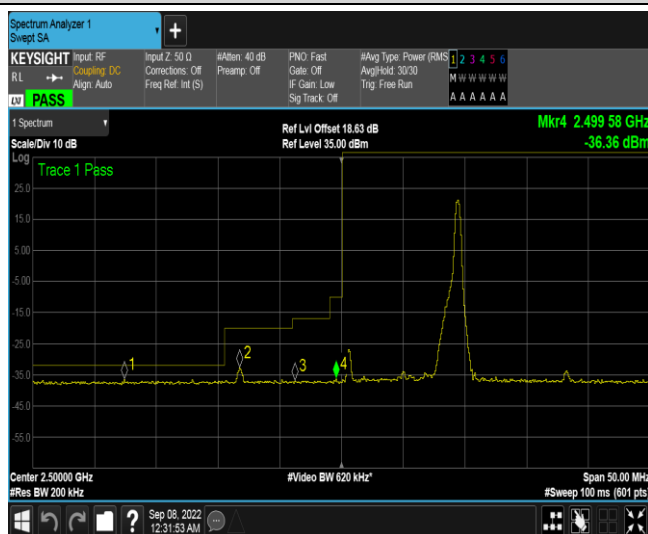 Spectrum Analyzer 1
Swept SA
+
KEYSIGHT
RL
LXI PASS
Input: RF
Coupling: DC
Align: Auto
Input Z: 50 Ω
Corrections: Off
Freq Ref: Int (S)
#Atten: 40 dB
Preamp: Off
PNO: Fast
Gate: Off
IF Gain: Low
Sig Track: Off
#Avg Type: Power (RMS
Avg|Hold: 30/30
Trig: Free Run
1 2 3 4 5 6
M W W W W W
A A A A A A
1 Spectrum
Scale/Div 10 dB
Ref Lvl Offset 18.63 dB
Ref Level 35.00 dBm
Mkr4 2.499 58 GHz
-36.36 dBm
Log
Trace 1 Pass
25.0
15.0
5.00
-5.00
-15.0
-25.0
-35.0
-45.0
-55.0
1
2
3
4
Center 2.50000 GHz
#Res BW 200 kHz
#Video BW 620 kHz*
Span 50.00 MHz
#Sweep 100 ms (601 pts)
?
Sep 08, 2022
12:31:53 AM